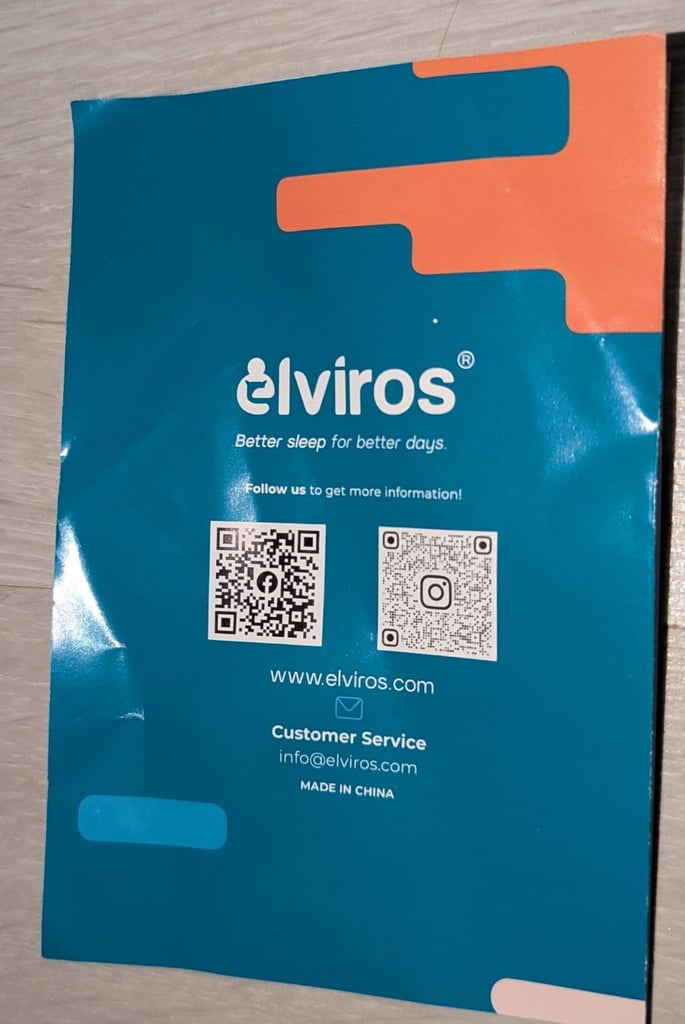 elviros®
Better sleep for better days.
Follow us to get more information!
www.elviros.com
Customer Service
info@elviros.com
MADE IN CHINA